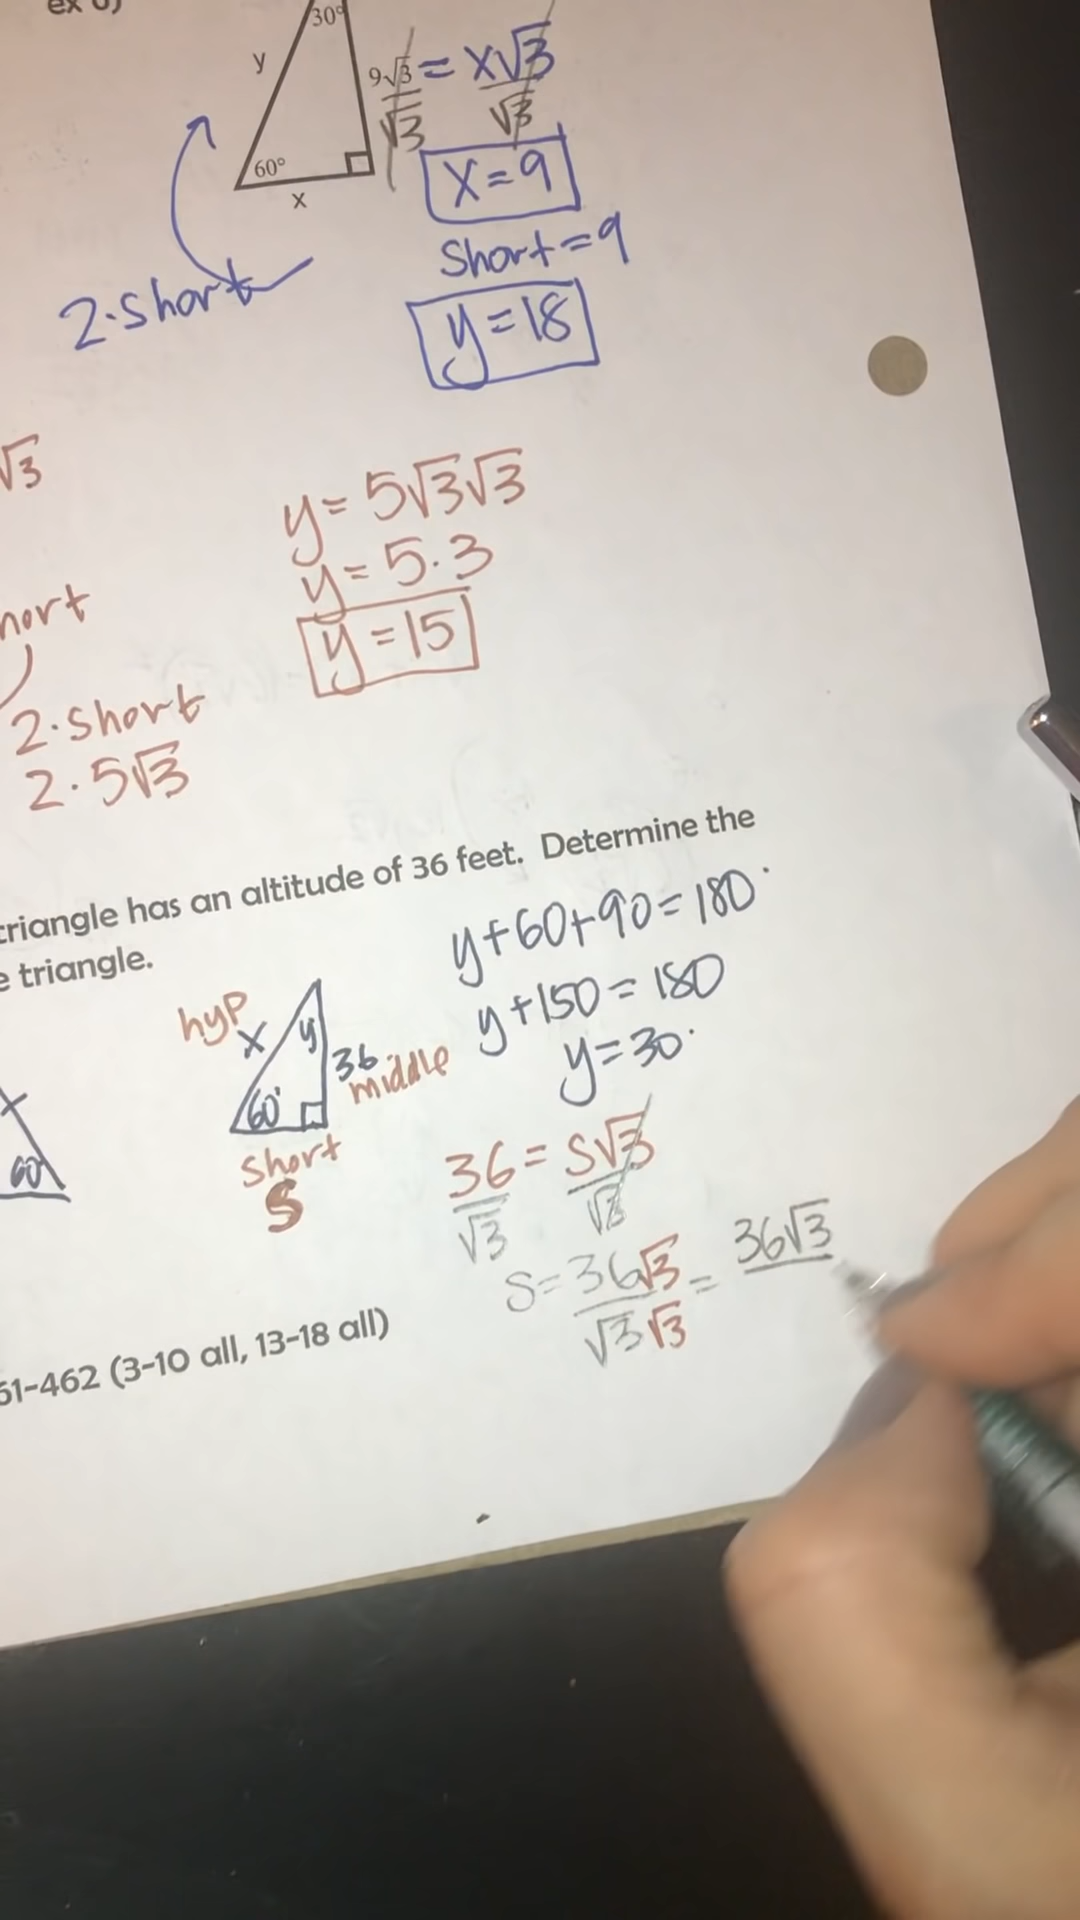 30°
y
9√3 = x√3
√3 √3
60°
x
x=9
Short=9
2·Short
y=18
√3
y=5√3√3
y=5·3
y=15
2·Short
2·5√3
triangle has an altitude of 36 feet. Determine the
triangle.
y+60+90=180
y+150=180
y=30
hyp
x
y
36
middle
60°
x
60
Short
S
36=S√3
√3 √3
S=36√3 = 36√3
√3√3
61-462 (3-10 all, 13-18 all)